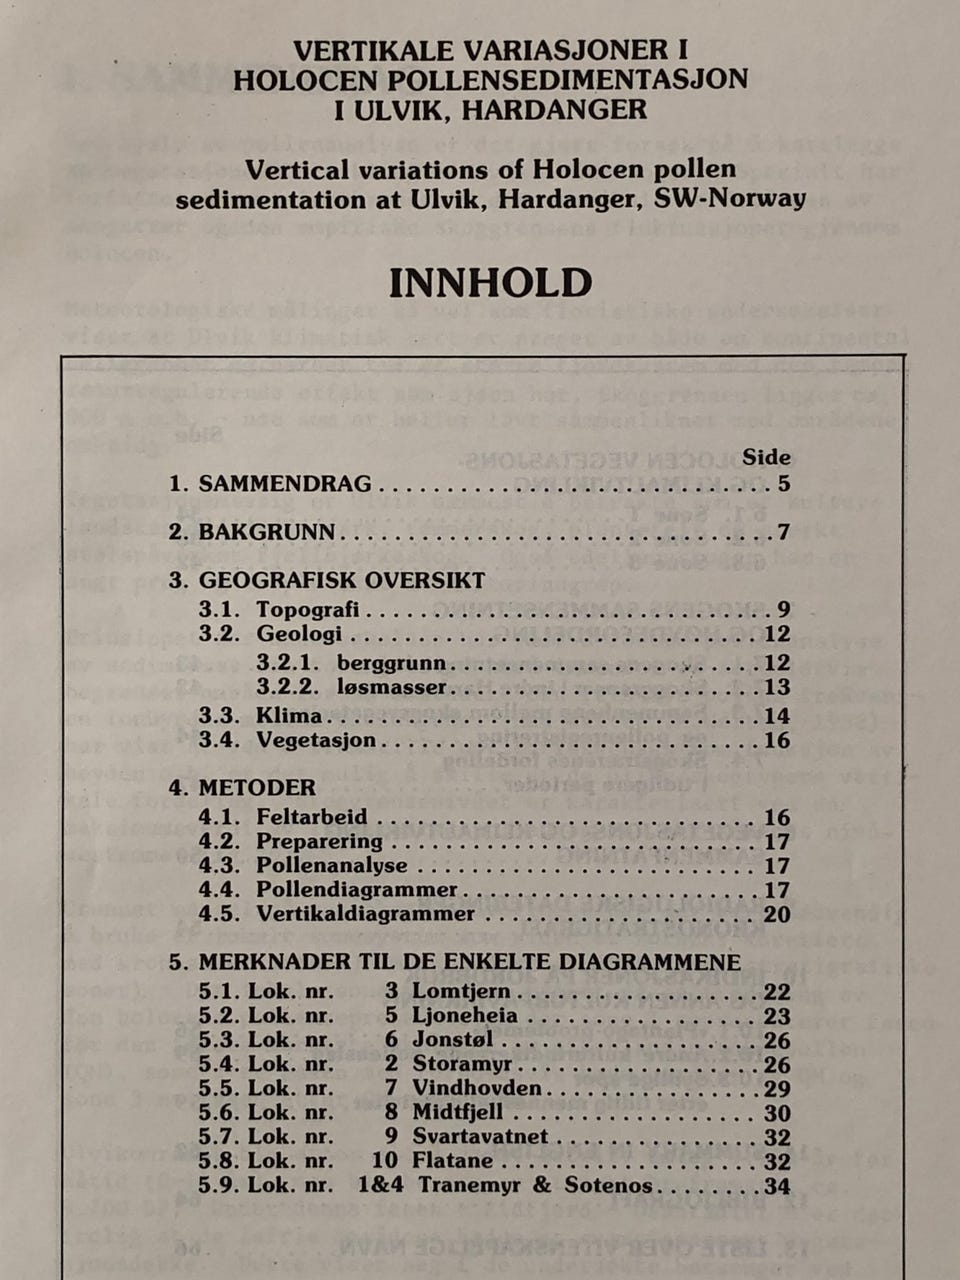 VERTIKALE VARIASJONER I
HOLOCEN POLLENSEDIMENTASJON
I ULVIK, HARDANGER
Vertical variations of Holocen pollen
sedimentation at Ulvik, Hardanger, SW-Norway
INNHOLD
Side
1. SAMMENDRAG.............................5
2. BAKGRUNN.................................7
3. GEOGRAFISK OVERSIKT
3.1. Topografi...............................9
3.2. Geologi................................12
3.2.1. berggrunn.......................12
3.2.2. løsmasser.......................13
3.3. Klima..................................14
3.4. Vegetasjon............................16
4. METODER
4.1. Feltarbeid............................16
4.2. Preparering...........................17
4.3. Pollenanalyse.........................17
4.4. Pollendiagrammer......................17
4.5. Vertikaldiagrammer....................20
5. MERKNADER TIL DE ENKELTE DIAGRAMMENE
5.1. Lok. nr. 3 Lomtjern..................22
5.2. Lok. nr. 5 Ljoneheia.................23
5.3. Lok. nr. 6 Jonstøl...................26
5.4. Lok. nr. 2 Storamyr..................26
5.5. Lok. nr. 7 Vindhovden................29
5.6. Lok. nr. 8 Midtfjell.................30
5.7. Lok. nr. 9 Svartavatnet..............32
5.8. Lok. nr. 10 Flatane..................32
5.9. Lok. nr. 1&4 Tranemyr & Sotenos........34